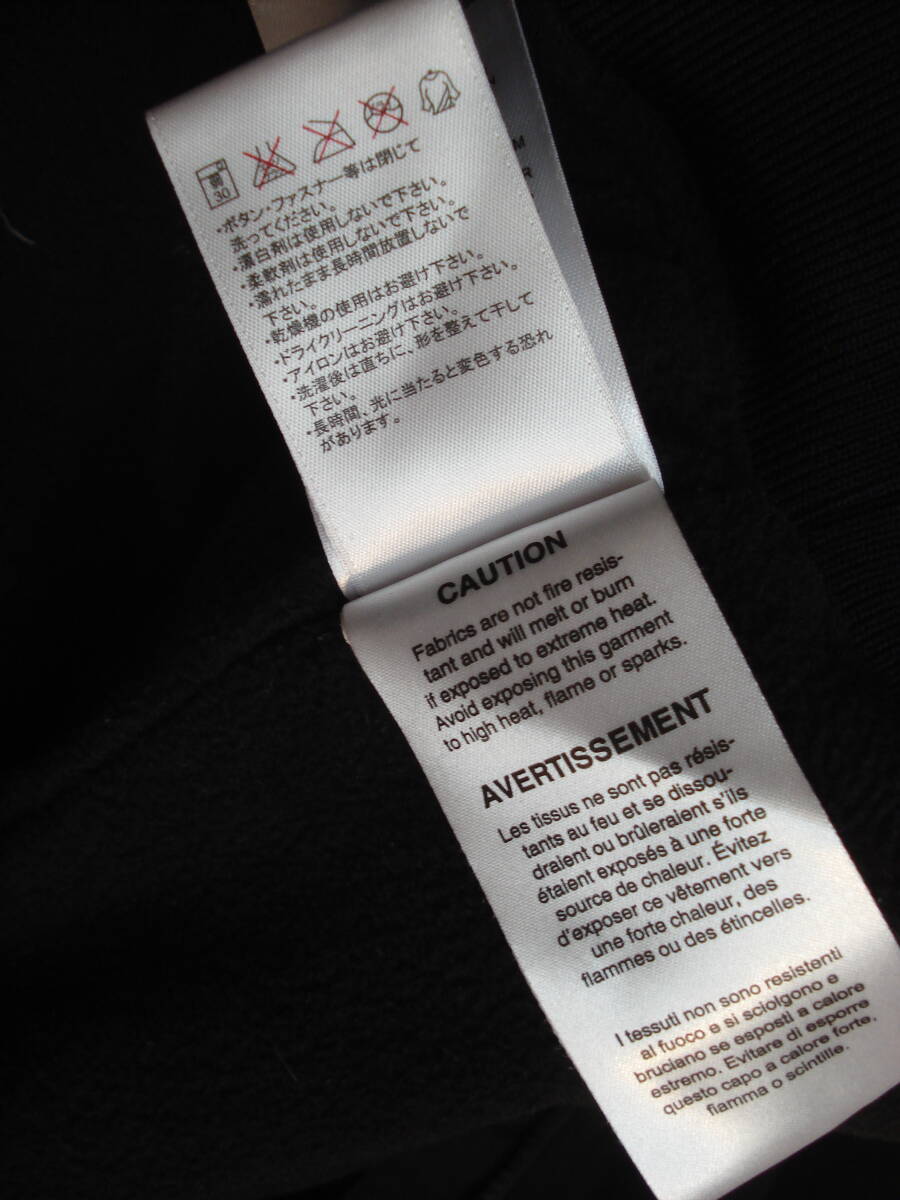 弱
30
・ボタン・ファスナー等は閉じて
洗ってください。
・漂白剤は使用しないで下さい。
・柔軟剤は使用しないで下さい。
・濡れたまま長時間放置しないで
下さい。
・乾燥機の使用はお避け下さい。
・ドライクリーニングはお避け下さい。
・アイロンはお避け下さい。
・洗濯後は直ちに、形を整えて干して
下さい。
・長時間、光に当たると変色する恐れ
があります。
M
R
CAUTION
Fabrics are not fire resis-
tant and will melt or burn
if exposed to extreme heat.
Avoid exposing this garment
to high heat, flame or sparks.
AVERTISSEMENT
Les tissus ne sont pas résis-
tants au feu et se dissou-
draient ou brûleraient s'ils
étaient exposés à une forte
source de chaleur. Évitez
d'exposer ce vêtement vers
une forte chaleur, des
flammes ou des étincelles.
I tessuti non sono resistenti
al fuoco e si sciolgono e
bruciano se esposti a calore
estremo. Evitare di esporre
questo capo a calore forte,
fiamma o scintille.